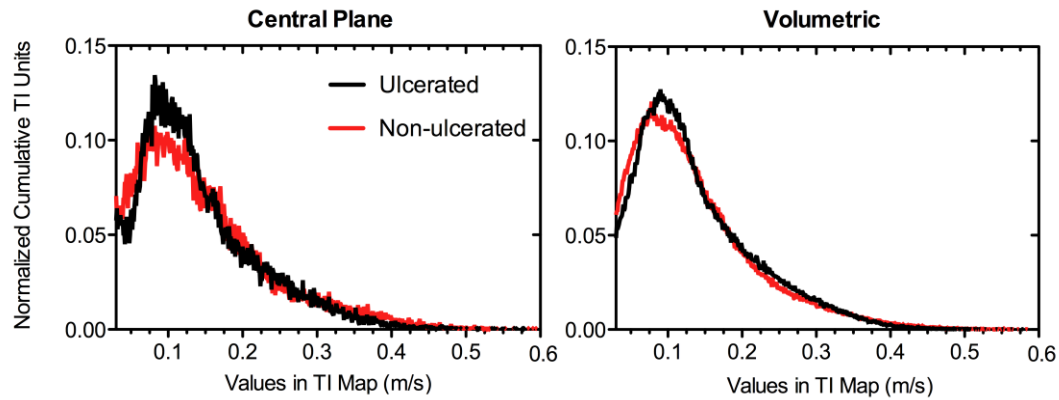 Central Plane
Volumetric
Normalized Cumulative TI Units
0.15
0.10
0.05
0.00
Ulcerated
Non-ulcerated
0.1 0.2 0.3 0.4 0.5 0.6
Values in TI Map (m/s)
0.15
0.10
0.05
0.00
0.1 0.2 0.3 0.4 0.5 0.6
Values in TI Map (m/s)